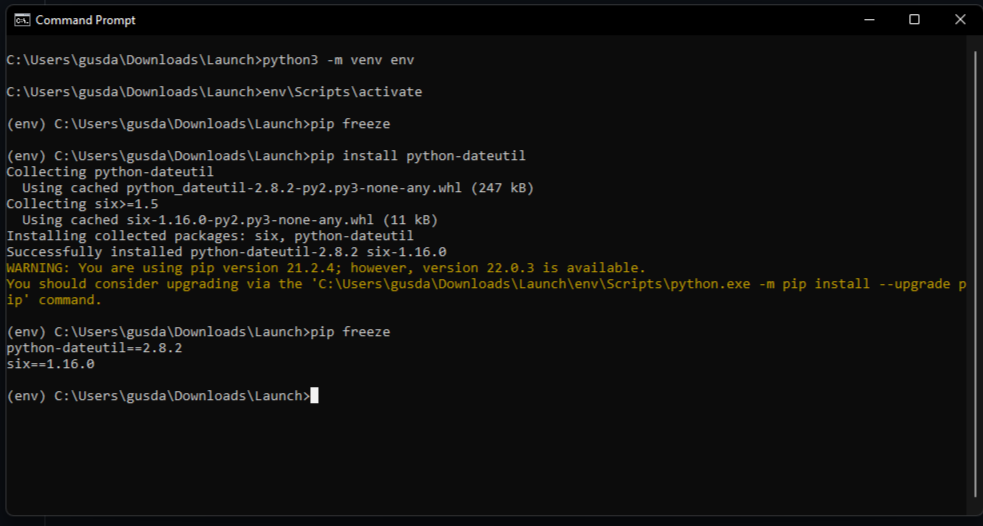 Command Prompt
C:\Users\gusda\Downloads\Launch>python3 -m venv env
C:\Users\gusda\Downloads\Launch>env\Scripts\activate
(env) C:\Users\gusda\Downloads\Launch>pip freeze
(env) C:\Users\gusda\Downloads\Launch>pip install python-dateutil
Collecting python-dateutil
  Using cached python_dateutil-2.8.2-py2.py3-none-any.whl (247 kB)
Collecting six>=1.5
  Using cached six-1.16.0-py2.py3-none-any.whl (11 kB)
Installing collected packages: six, python-dateutil
Successfully installed python-dateutil-2.8.2 six-1.16.0
WARNING: You are using pip version 21.2.4; however, version 22.0.3 is available.
You should consider upgrading via the 'C:\Users\gusda\Downloads\Launch\env\Scripts\python.exe -m pip install --upgrade p
ip' command.
(env) C:\Users\gusda\Downloads\Launch>pip freeze
python-dateutil==2.8.2
six==1.16.0
(env) C:\Users\gusda\Downloads\Launch>